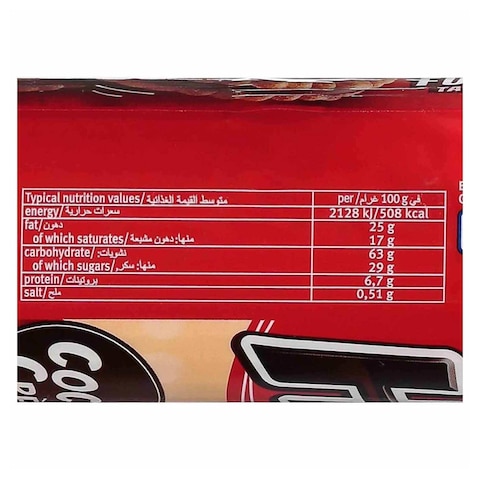 TA
Typical nutrition values/متوسط القيمة الغذائية per/في 100 g غرام/
energy/سعرات حرارية 2128 kj/508 kcal
fat/دهون 25 g
of which saturates/منها: دهون مشبعة 17 g
carbohydrate/نشويات: 63 g
of which sugars/منها: سكر 29 g
protein/بروتينات 6,7 g
salt/ملح 0,51 g